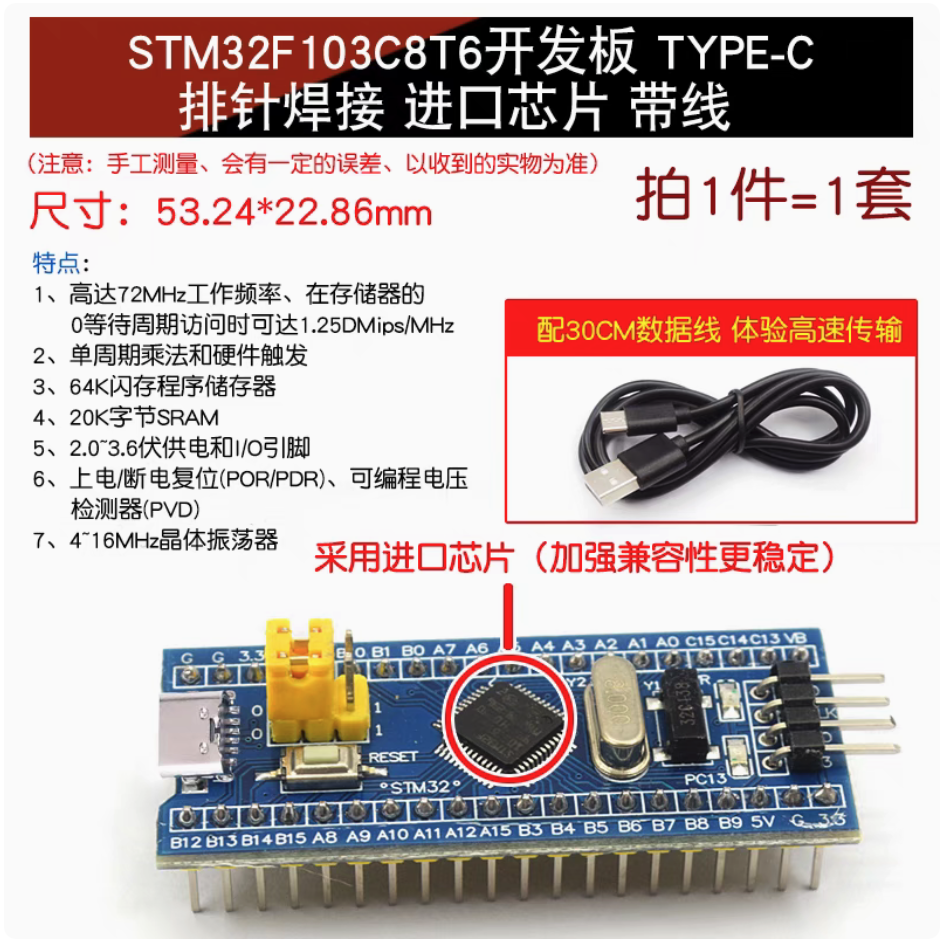 STM32F103C8T6开发板 TYPE-C
排针焊接 进口芯片 带线
(注意：手工测量、会有一定的误差、以收到的实物为准)
尺寸：53.24*22.86mm
拍1件=1套
特点:
1、高达72MHz工作频率、在存储器的
0等待周期访问时可达1.25DMips/MHz
2、单周期乘法和硬件触发
3、64K闪存程序储存器
4、20K字节SRAM
5、2.0~3.6伏供电和I/O引脚
6、上电/断电复位(POR/PDR)、可编程电压
检测器(PVD)
7、4~16MHz晶体振荡器
配30CM数据线 体验高速传输
采用进口芯片（加强兼容性更稳定）
G G 3.3 B1 B0 A7 A6 A4 A3 A2 A1 A0 C15 C14 C13 VB
0 1
0 1
Y2 Y1
RESET
°STM32°
PC13
B12 B13 B14 B15 A8 A9 A10 A11 A12 A15 B3 B4 B5 B6 B7 B8 B9 5V G 3.3